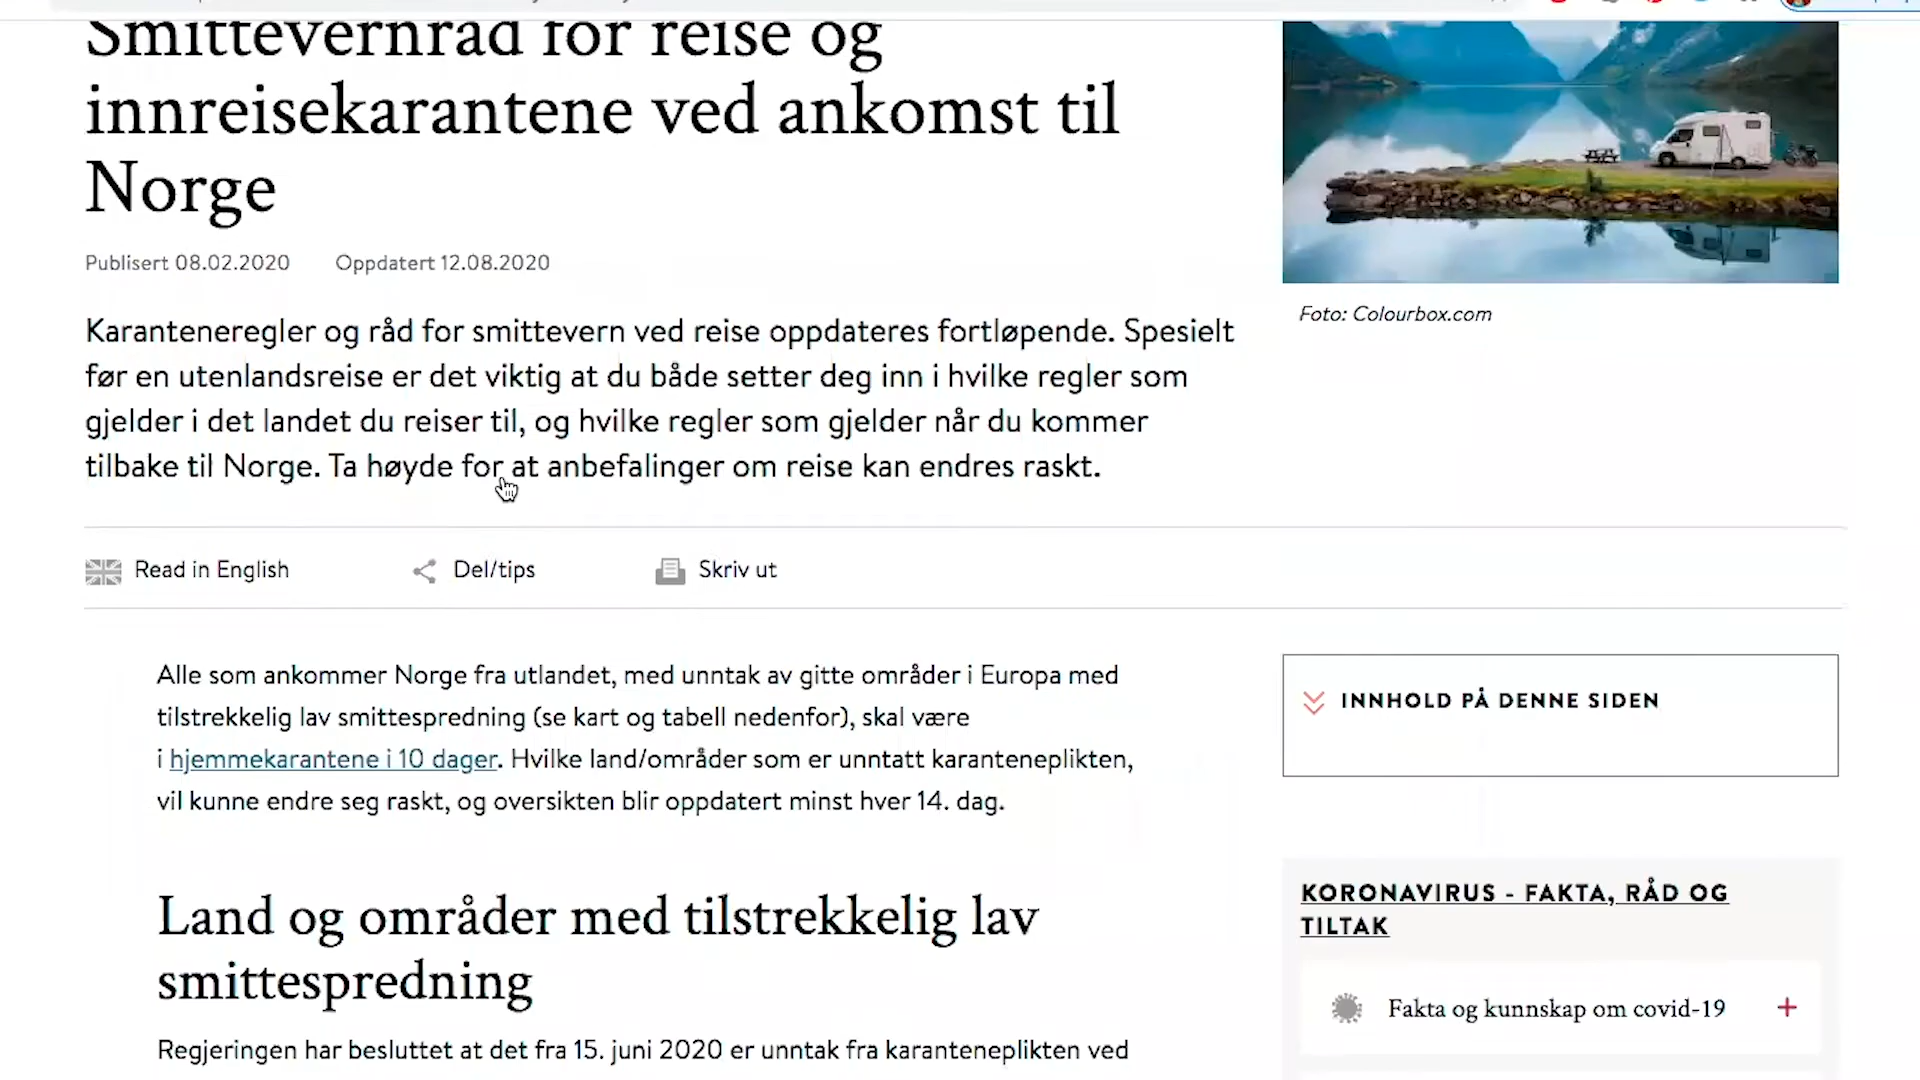 Smittevernråd for reise og
innreisekarantene ved ankomst til
Norge
Publisert 08.02.2020 Oppdatert 12.08.2020
Karanteneregler og råd for smittevern ved reise oppdateres fortløpende. Spesielt
før en utenlandsreise er det viktig at du både setter deg inn i hvilke regler som
gjelder i det landet du reiser til, og hvilke regler som gjelder når du kommer
tilbake til Norge. Ta høyde for at anbefalinger om reise kan endres raskt.
Foto: Colourbox.com
Read in English Del/tips Skriv ut
Alle som ankommer Norge fra utlandet, med unntak av gitte områder i Europa med
tilstrekkelig lav smittespredning (se kart og tabell nedenfor), skal være
i hjemmekarantene i 10 dager. Hvilke land/områder som er unntatt karanteneplikten,
vil kunne endre seg raskt, og oversikten blir oppdatert minst hver 14. dag.
Land og områder med tilstrekkelig lav
smittespredning
Regjeringen har besluttet at det fra 15. juni 2020 er unntak fra karanteneplikten ved
INNHOLD PÅ DENNE SIDEN
KORONAVIRUS - FAKTA, RÅD OG
TILTAK
Fakta og kunnskap om covid-19 +